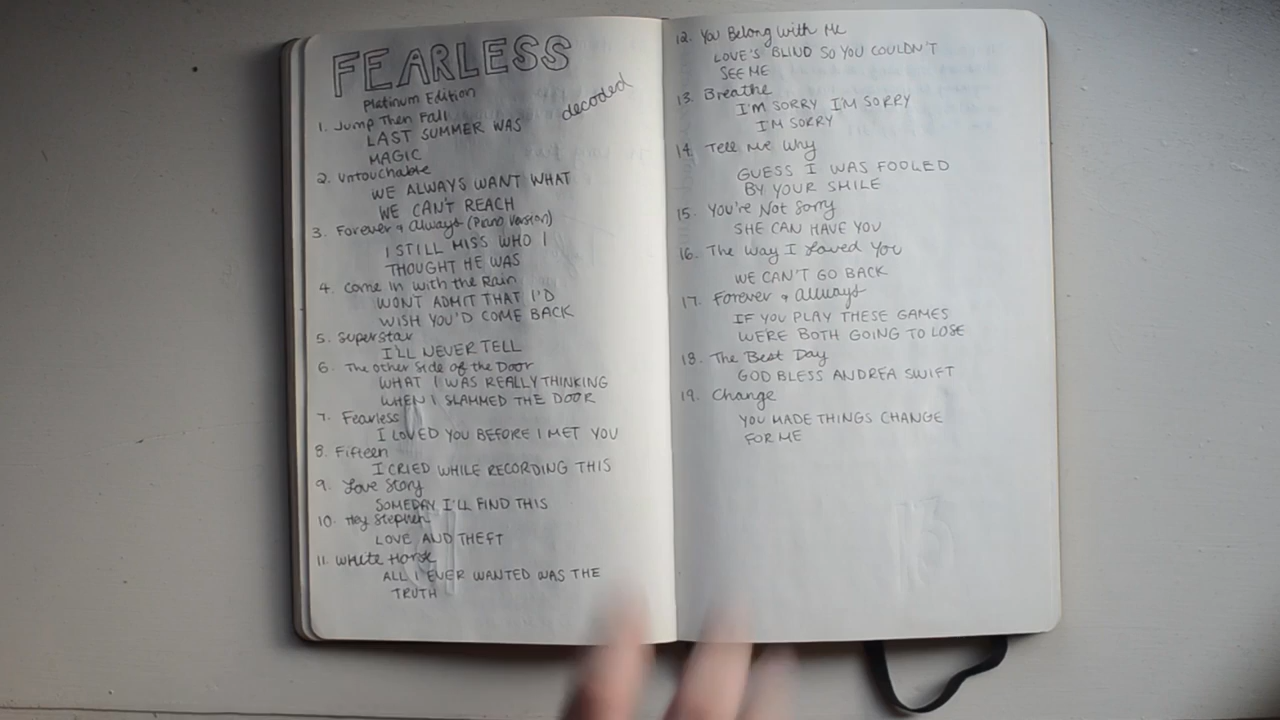 FEARLESS
Platinum Edition
decoded
1. Jump Then Fall
LAST SUMMER WAS
MAGIC
2. Untouchable
WE ALWAYS WANT WHAT
WE CAN'T REACH
3. Forever & Always (Piano Version)
I STILL MISS WHO I
THOUGHT HE WAS
4. Come In with the Rain
WONT ADMIT THAT I'D
WISH YOU'D COME BACK
5. Superstar
I'LL NEVER TELL
6. The Other Side of the Door
WHAT I WAS REALLY THINKING
WHEN I SLAMMED THE DOOR
7. Fearless
I LOVED YOU BEFORE I MET YOU
8. Fifteen
I CRIED WHILE RECORDING THIS
9. Love Story
SOMEDAY I'LL FIND THIS
10. Hey Stephen
LOVE AND THEFT
11. White Horse
ALL I EVER WANTED WAS THE
TRUTH
12. You Belong With Me
LOVE'S BLIND SO YOU COULDN'T
SEE ME
13. Breathe
I'M SORRY I'M SORRY
I'M SORRY
14. Tell Me Why
GUESS I WAS FOOLED
BY YOUR SMILE
15. You're Not Sorry
SHE CAN HAVE YOU
16. The Way I Loved You
WE CAN'T GO BACK
17. Forever & Always
IF YOU PLAY THESE GAMES
WE'RE BOTH GOING TO LOSE
18. The Best Day
GOD BLESS ANDREA SWIFT
19. Change
YOU MADE THINGS CHANGE
FOR ME
13